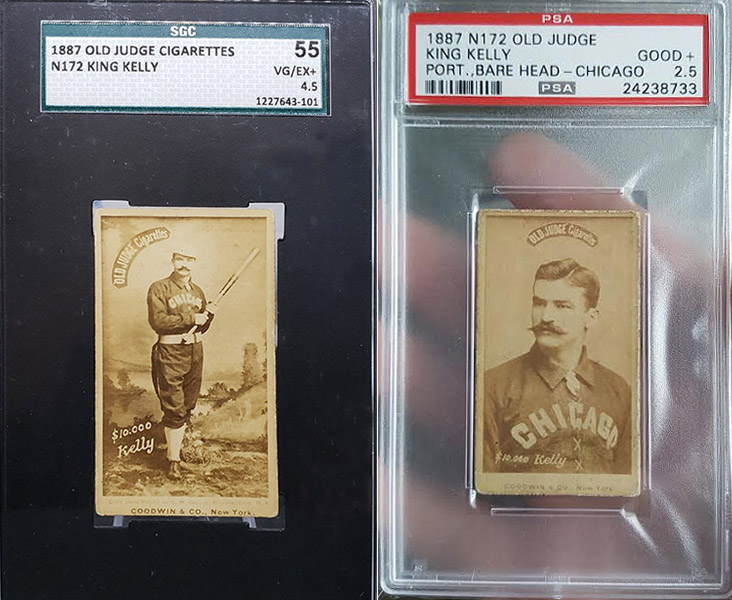 SGC
1887 OLD JUDGE CIGARETTES
N172 KING KELLY
55
VG/EX+
4.5
1227643-101
OLD JUDGE Cigarettes
CHICA
$10.000
Kelly
GOODWIN & CO., New York.
PSA
1887 N172 OLD JUDGE
KING KELLY GOOD +
PORT., BARE HEAD - CHICAGO 2.5
PSA 24238733
OLD JUDGE Cigarettes
CHICAGO
$10.000 Kelly
GOODWIN & CO., New York.